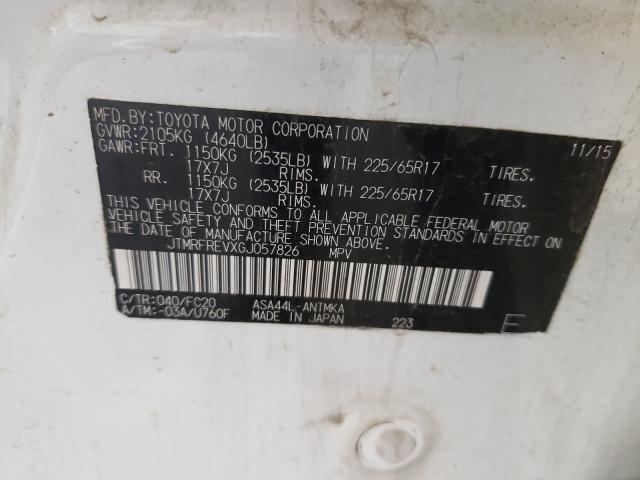 MFD.BY:TOYOTA MOTOR CORPORATION 11/15
GVWR:2105KG (4640LB)
GAWR:FRT. 1150KG (2535LB) WITH 225/65R17 TIRES.
17X7J RIMS.
RR. 1150KG (2535LB) WITH 225/65R17 TIRES.
17X7J RIMS.
THIS VEHICLE CONFORMS TO ALL APPLICABLE FEDERAL MOTOR
VEHICLE SAFETY AND THEFT PREVENTION STANDARDS IN EFFECT ON
THE DATE OF MANUFACTURE SHOWN ABOVE.
JTMRFREVXGJ057826 MPV
C/TR:040/FC20 ASA44L-ANTMKA
A/TM:-03A/U760F MADE IN JAPAN 223 E